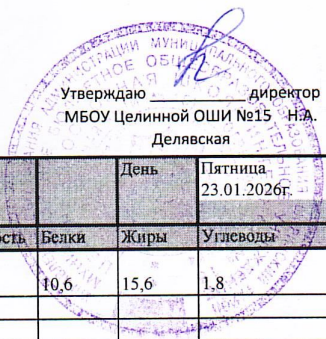 Утверждаю ____________ директор
МБОУ Целинной ОШИ №15 Н.А.
Делявская
День Пятница
23.01.2026г.
Белки Жиры Углеводы
10,6 15,6 1,8